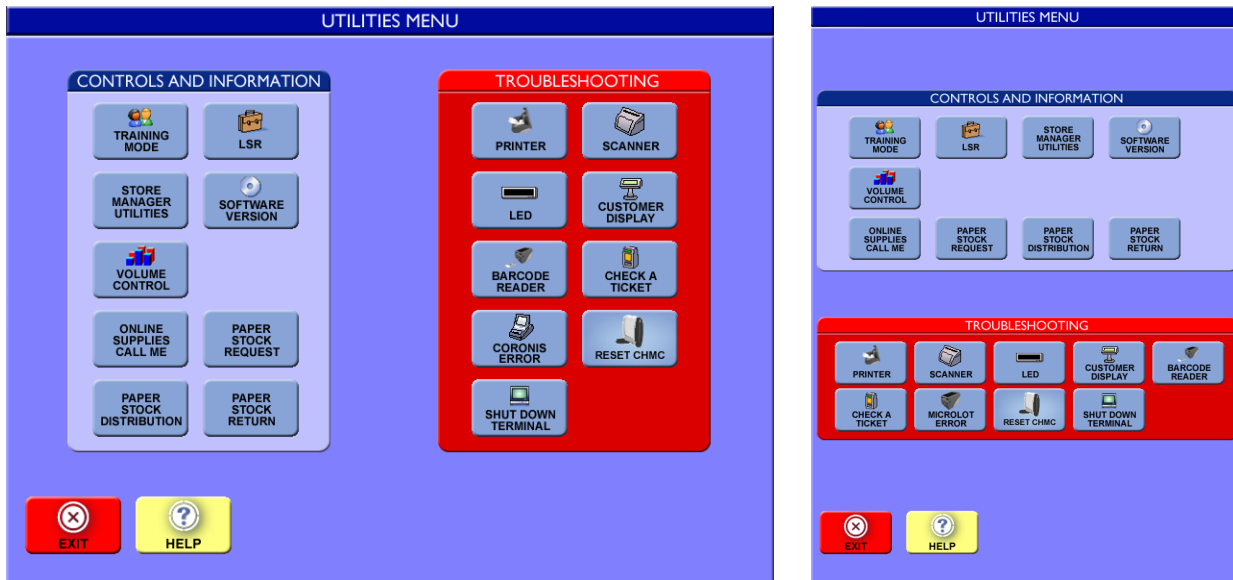 UTILITIES MENU
CONTROLS AND INFORMATION
TRAINING
MODE
LSR
STORE
MANAGER
UTILITIES
SOFTWARE
VERSION
VOLUME
CONTROL
ONLINE
SUPPLIES
CALL ME
PAPER
STOCK
REQUEST
PAPER
STOCK
DISTRIBUTION
PAPER
STOCK
RETURN
TROUBLESHOOTING
PRINTER
SCANNER
LED
CUSTOMER
DISPLAY
BARCODE
READER
CHECK A
TICKET
CORONIS
ERROR
RESET CHMC
SHUT DOWN
TERMINAL
EXIT
HELP
UTILITIES MENU
CONTROLS AND INFORMATION
TRAINING
MODE
LSR
STORE
MANAGER
UTILITIES
SOFTWARE
VERSION
VOLUME
CONTROL
ONLINE
SUPPLIES
CALL ME
PAPER
STOCK
REQUEST
PAPER
STOCK
DISTRIBUTION
PAPER
STOCK
RETURN
TROUBLESHOOTING
PRINTER
SCANNER
LED
CUSTOMER
DISPLAY
BARCODE
READER
CHECK A
TICKET
MICROLOT
ERROR
RESET CHMC
SHUT DOWN
TERMINAL
EXIT
HELP